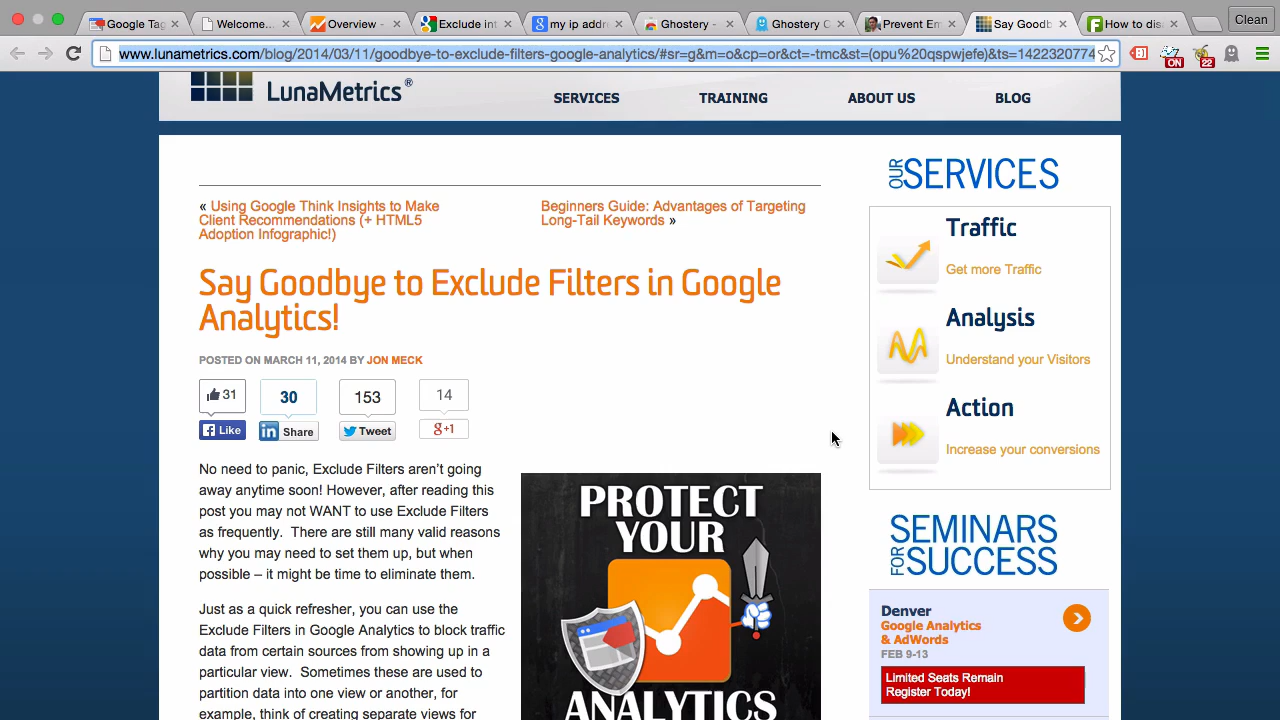 Google Tag
Welcome...
Overview -
Exclude int
my ip addre
Ghostery -
Ghostery C
Prevent Em
Say Goodb
How to dis
Clean
www.lunametrics.com/blog/2014/03/11/goodbye-to-exclude-filters-google-analytics/#sr=g&m=o&cp=or&ct=-tmc&st=(opu%20qspwjefe)&ts=1422320774
ON
22
LunaMetrics®
SERVICES
TRAINING
ABOUT US
BLOG
« Using Google Think Insights to Make
Client Recommendations (+ HTML5
Adoption Infographic!)
Beginners Guide: Advantages of Targeting
Long-Tail Keywords »
Say Goodbye to Exclude Filters in Google
Analytics!
POSTED ON MARCH 11, 2014 BY JON MECK
31
30
153
14
Like
Share
Tweet
g+1
No need to panic, Exclude Filters aren't going
away anytime soon! However, after reading this
post you may not WANT to use Exclude Filters
as frequently.  There are still many valid reasons
why you may need to set them up, but when
possible – it might be time to eliminate them.
Just as a quick refresher, you can use the
Exclude Filters in Google Analytics to block traffic
data from certain sources from showing up in a
particular view.  Sometimes these are used to
partition data into one view or another, for
example, think of creating separate views for
PROTECT
YOUR
ANALYTICS
OUR SERVICES
Traffic
Get more Traffic
Analysis
Understand your Visitors
Action
Increase your conversions
SEMINARS
FOR SUCCESS
Denver
Google Analytics
& AdWords
FEB 9-13
Limited Seats Remain
Register Today!